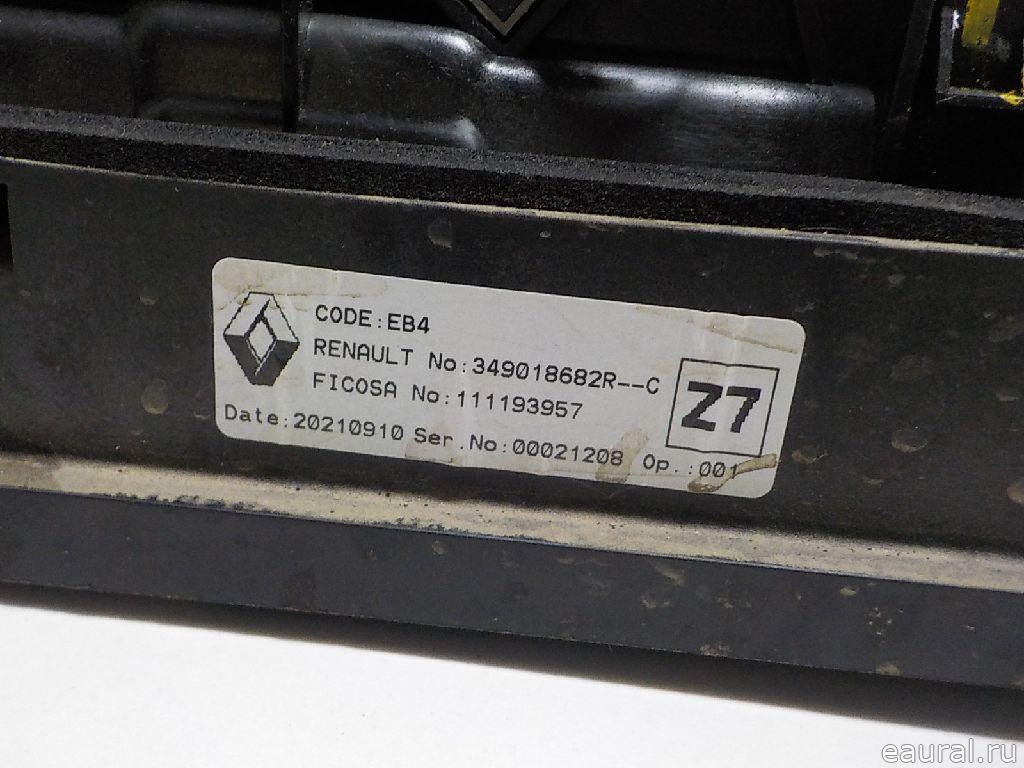 CODE:EB4
RENAULT No:349018682R--C
FICOSA No:111193957
Z7
Date:20210910 Ser.No:00021208 Op.:001
eaural.ru